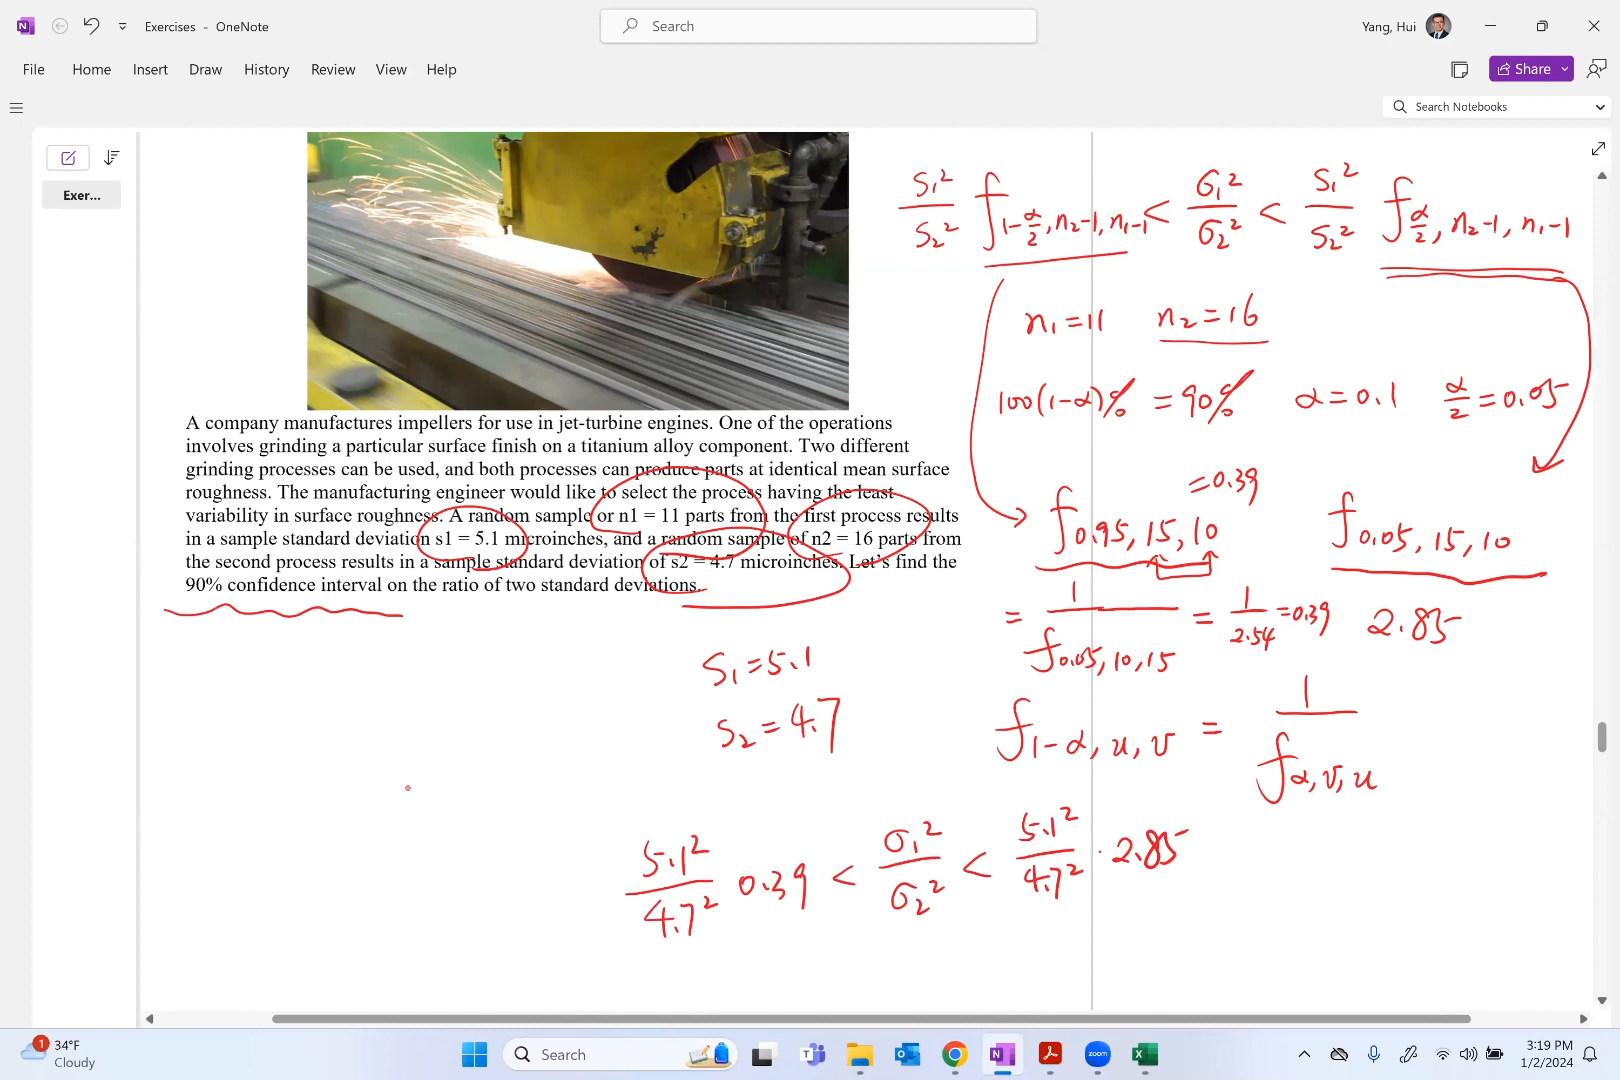 Exercises - OneNote
Search
Yang, Hui
File Home Insert Draw History Review View Help
Share
Search Notebooks
Exer...
S₁²/S₂² f 1-α/2, n₂-1, n₁-1 < σ₁²/σ₂² < S₁²/S₂² f α/2, n₂-1, n₁-1
n₁=11 n₂=16
100(1-α)% = 90% α=0.1 α/2=0.05
A company manufactures impellers for use in jet-turbine engines. One of the operations
involves grinding a particular surface finish on a titanium alloy component. Two different
grinding processes can be used, and both processes can produce parts at identical mean surface
roughness. The manufacturing engineer would like to select the process having the least
variability in surface roughness. A random sample or n1 = 11 parts from the first process results
in a sample standard deviation s1 = 5.1 microinches, and a random sample of n2 = 16 parts from
the second process results in a sample standard deviation of s2 = 4.7 microinches. Let's find the
90% confidence interval on the ratio of two standard deviations.
=0.39
f 0.95, 15, 10 f 0.05, 15, 10
= 1/f 0.05, 10, 15 = 1/2.54 =0.39 2.85
S₁=5.1
S₂=4.7
f 1-α, u, v = 1/f α, v, u
5.1²/4.7² 0.39 < σ₁²/σ₂² < 5.1²/4.7² · 2.85
1
34°F
Cloudy
Search
zoom
3:19 PM
1/2/2024